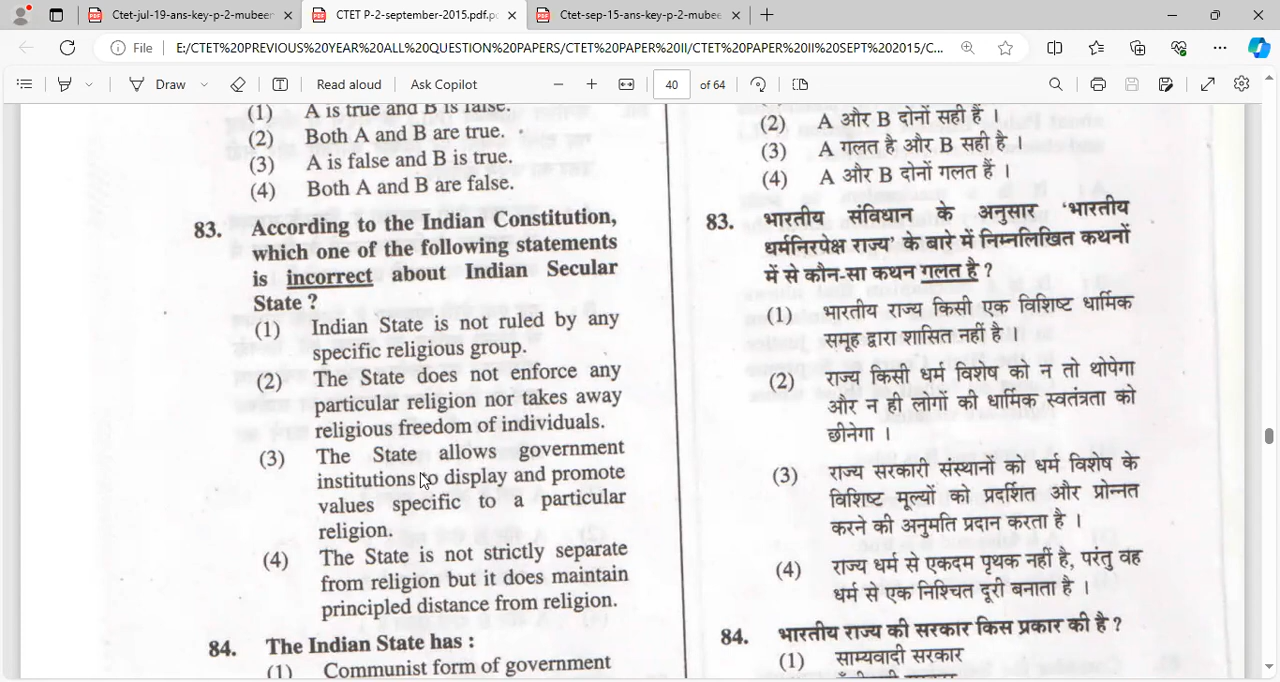 Ctet-jul-19-ans-key-p-2-mubeer
CTET P-2-september-2015.pdf.pd
Ctet-sep-15-ans-key-p-2-mubee
File
E:/CTET%20PREVIOUS%20YEAR%20ALL%20QUESTION%20PAPERS/CTET%20PAPER%20II/CTET%20PAPER%20II%20SEPT%202015/C...
Draw
Read aloud
Ask Copilot
40 of 64
(1) A is true and B is false.
(2) Both A and B are true.
(3) A is false and B is true.
(4) Both A and B are false.
83. According to the Indian Constitution,
which one of the following statements
is incorrect about Indian Secular
State ?
(1) Indian State is not ruled by any
specific religious group.
(2) The State does not enforce any
particular religion nor takes away
religious freedom of individuals.
(3) The State allows government
institutions to display and promote
values specific to a particular
religion.
(4) The State is not strictly separate
from religion but it does maintain
principled distance from religion.
84. The Indian State has :
(1) Communist form of government
(2) A और B दोनों सही हैं ।
(3) A गलत है और B सही है ।
(4) A और B दोनों गलत हैं ।
83. भारतीय संविधान के अनुसार 'भारतीय
धर्मनिरपेक्ष राज्य' के बारे में निम्नलिखित कथनों
में से कौन-सा कथन गलत है ?
(1) भारतीय राज्य किसी एक विशिष्ट धार्मिक
समूह द्वारा शासित नहीं है ।
(2) राज्य किसी धर्म विशेष को न तो थोपेगा
और न ही लोगों की धार्मिक स्वतंत्रता को
छीनेगा ।
(3) राज्य सरकारी संस्थानों को धर्म विशेष के
विशिष्ट मूल्यों को प्रदर्शित और प्रोन्नत
करने की अनुमति प्रदान करता है ।
(4) राज्य धर्म से एकदम पृथक नहीं है, परंतु वह
धर्म से एक निश्चित दूरी बनाता है ।
84. भारतीय राज्य की सरकार किस प्रकार की है ?
(1) साम्यवादी सरकार